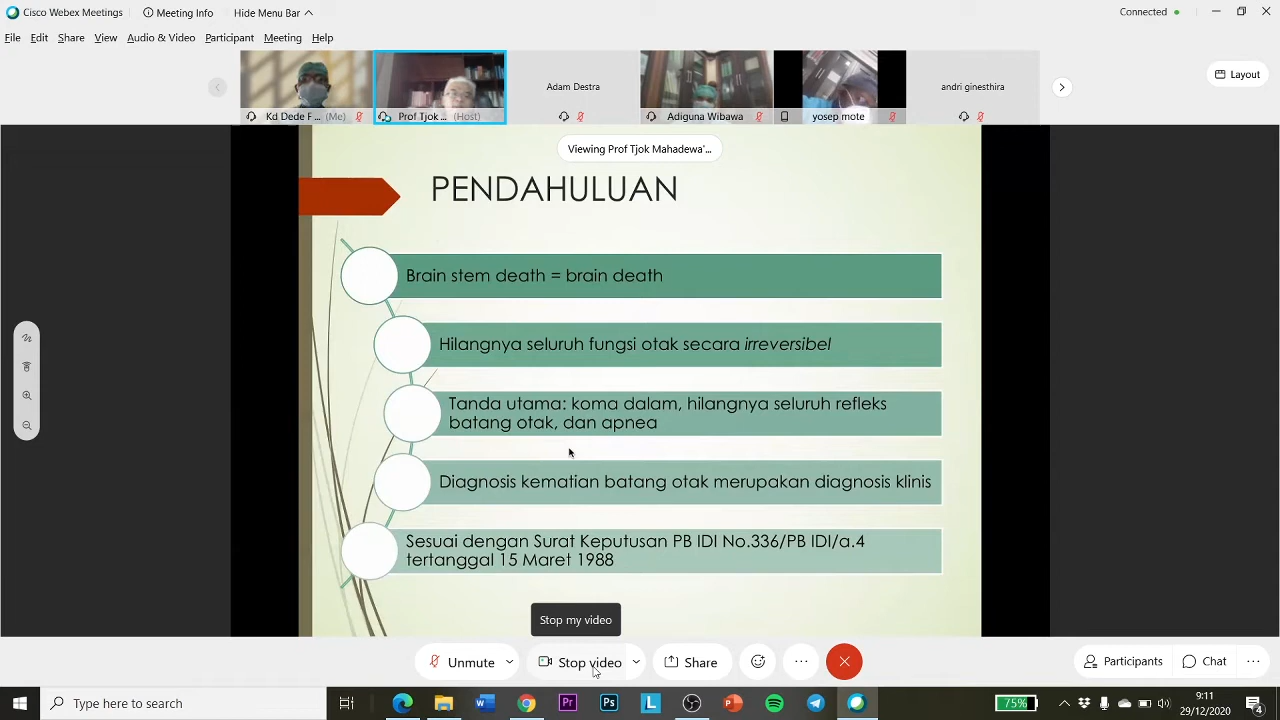 Cisco Webex Meetings
Meeting Info
Hide Menu Bar
Connected
File Edit Share View Audio & Video Participant Meeting Help
Adam Destra
andri ginesthira
Layout
Kd Dede F ... (Me)
Prof Tjok ... (Host)
Adiguna Wibawa
yosep mote
Viewing Prof Tjok Mahadewa'...
PENDAHULUAN
Brain stem death = brain death
Hilangnya seluruh fungsi otak secara irreversibel
Tanda utama: koma dalam, hilangnya seluruh refleks
batang otak, dan apnea
Diagnosis kematian batang otak merupakan diagnosis klinis
Sesuai dengan Surat Keputusan PB IDI No.336/PB IDI/a.4
tertanggal 15 Maret 1988
Stop my video
Unmute
Stop video
Share
Participants
Chat
Type here to search
W
Pr
Ps
L
P
75%
9:11
29/12/2020
4